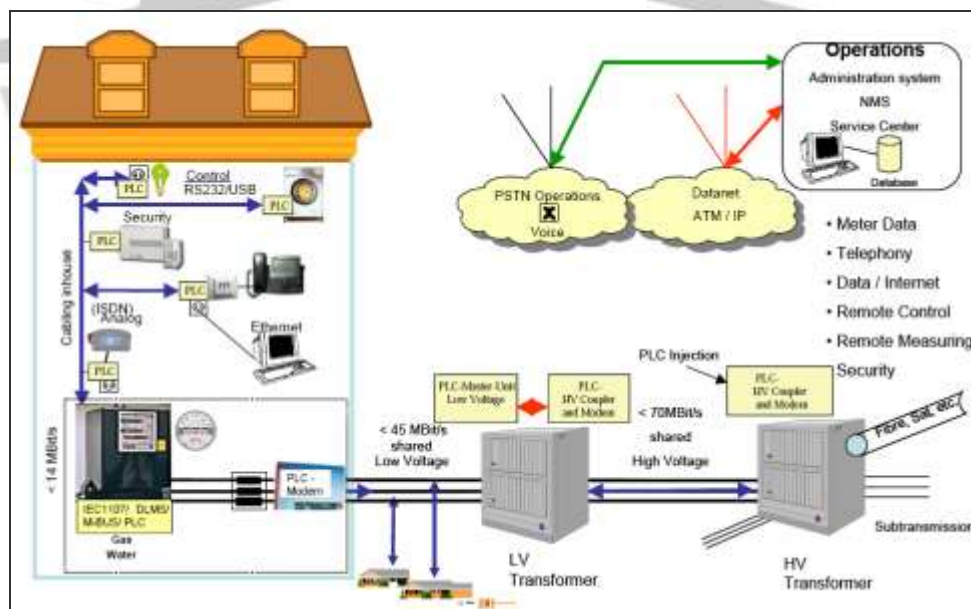 Operations
Administration system
NMS
Service Center
Database
PSTN Operations
Voice
Datanet
ATM / IP
• Meter Data
• Telephony
• Data / Internet
• Remote Control
• Remote Measuring
Security
Control
RS232/USB
PLC
PLC
Security
PLC
PLC
(ISDN)
Analog
Ethernet
PLC
Cabling inhouse
< 14 MBit/s
IEC1107/ DLMS/
M-BUS/ PLC
Gas
Water
PLC -
Modem
< 45 MBit/s
shared
Low Voltage
PLC-Master-Unit
Low Voltage
PLC-
HV Coupler
and Modem
PLC Injection
PLC-
HV Coupler
and Modem
< 70MBit/s
shared
High Voltage
Fibre, Sat, etc.
Subtransmission
LV
Transformer
HV
Transformer